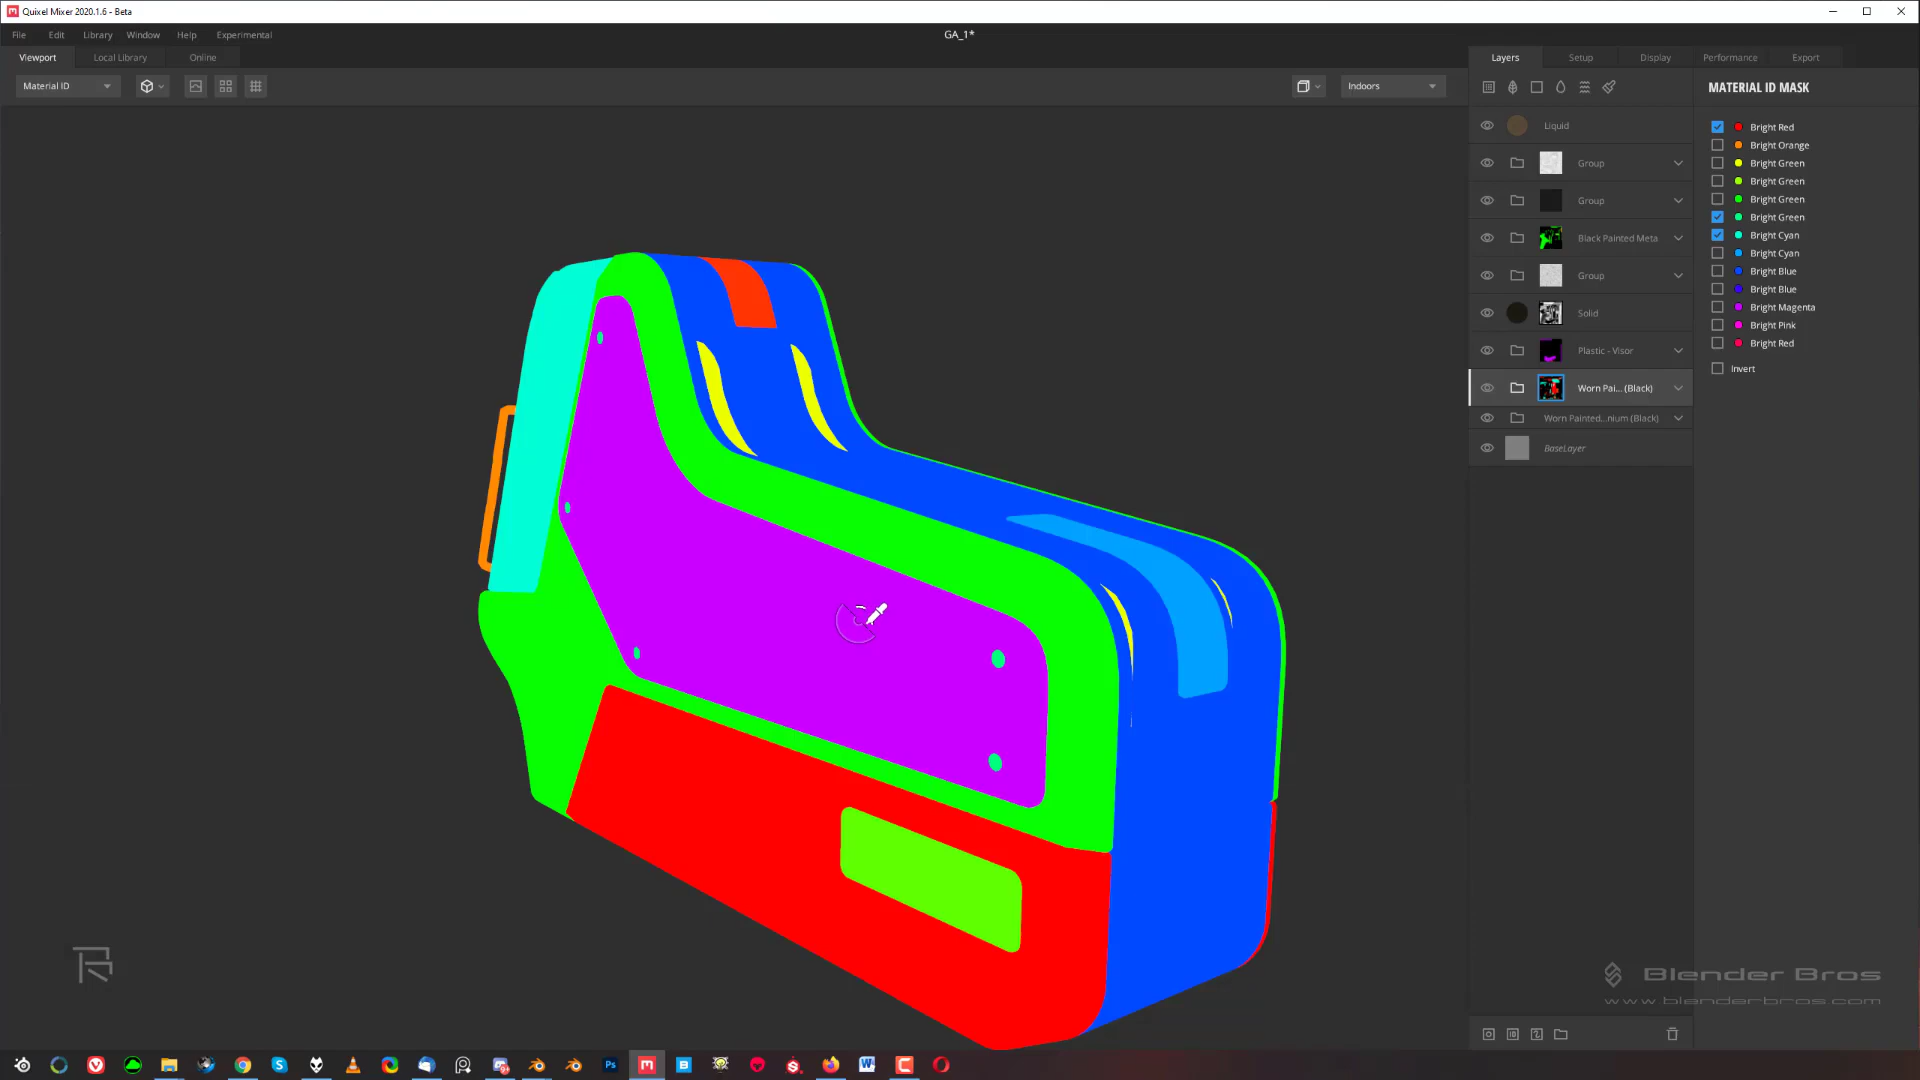 Quixel Mixer 2020.1.6 - Beta
File Edit Library Window Help Experimental
GA_1*
Viewport Local Library Online
Layers Setup Display Performance Export
Material ID
Indoors
MATERIAL ID MASK
Liquid
Group
Group
Black Painted Meta
Group
Solid
Plastic - Visor
Worn Pai... (Black)
Worn Painted...nium (Black)
BaseLayer
Bright Red
Bright Orange
Bright Green
Bright Green
Bright Green
Bright Green
Bright Cyan
Bright Cyan
Bright Blue
Bright Blue
Bright Magenta
Bright Pink
Bright Red
Invert
Blender Bros
www.blenderbros.com